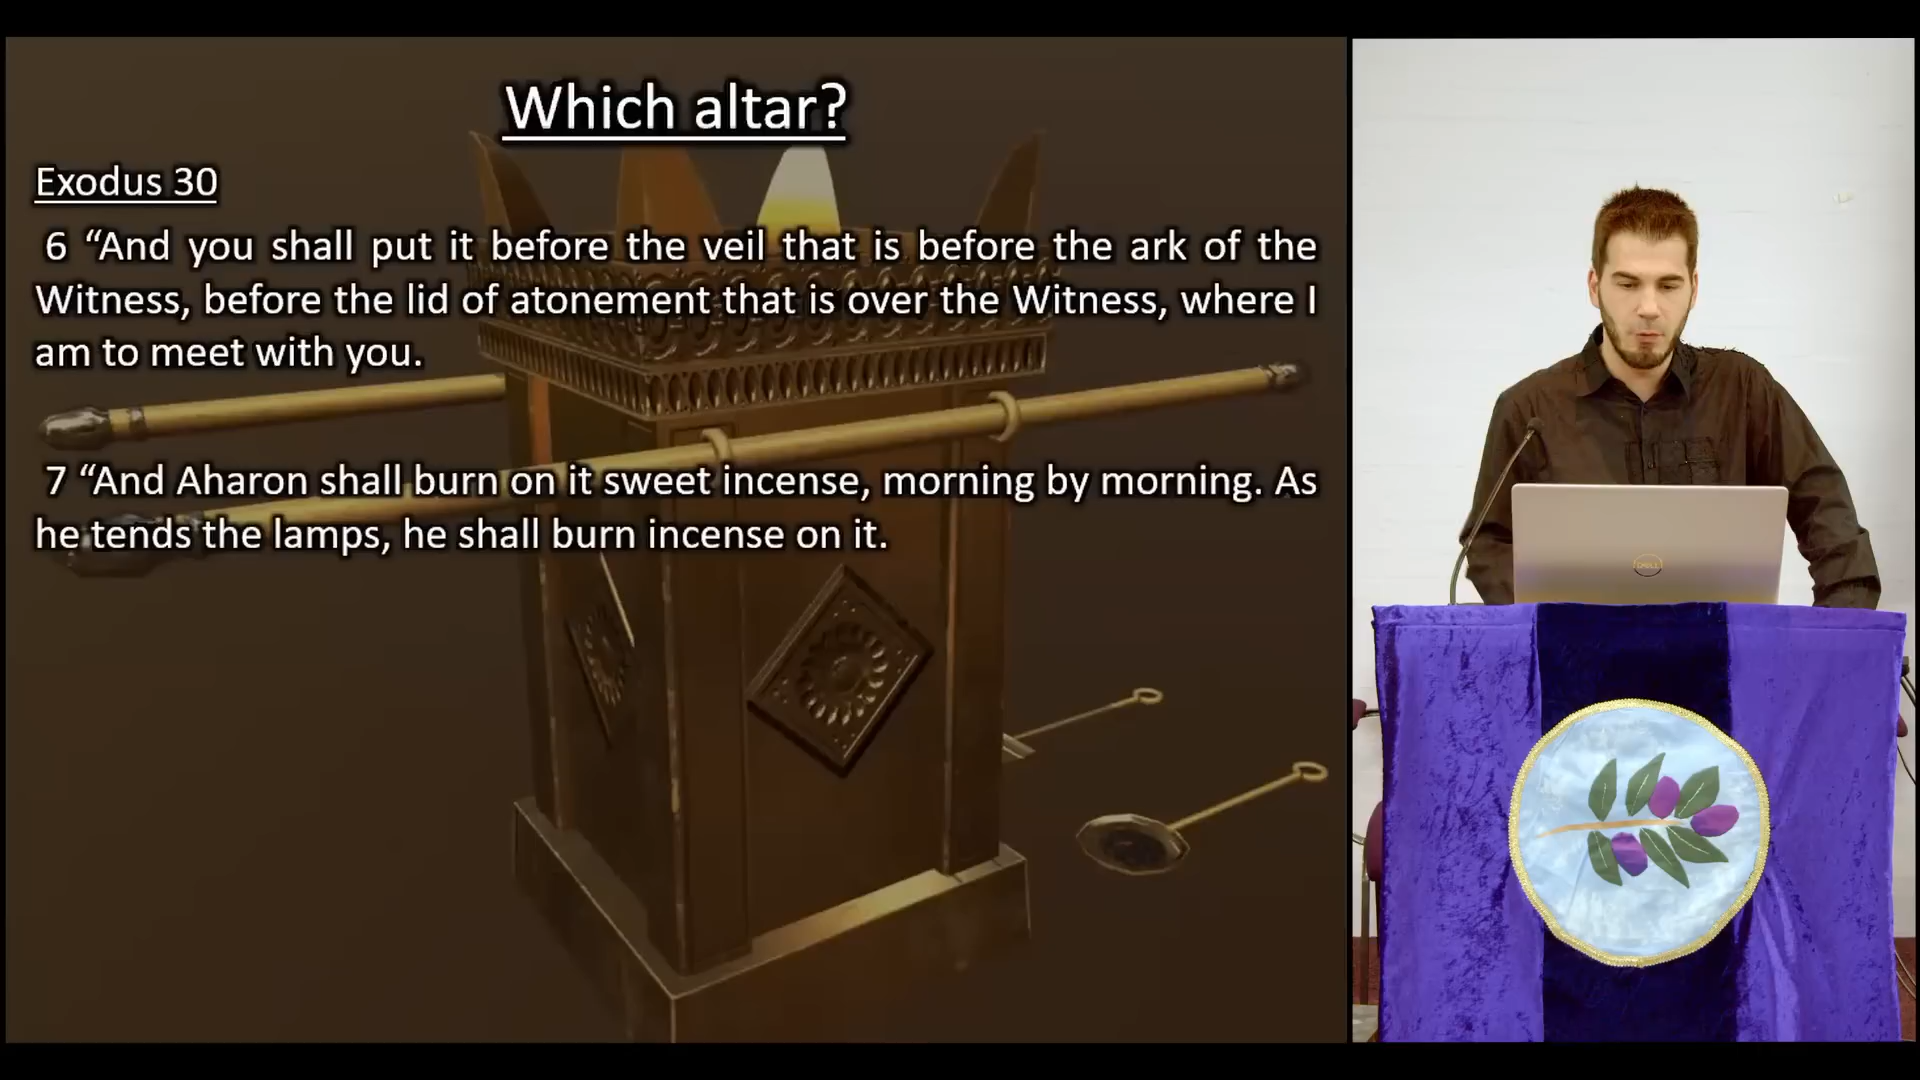 Which altar?
Exodus 30
6 “And you shall put it before the veil that is before the ark of the
Witness, before the lid of atonement that is over the Witness, where I
am to meet with you.
7 “And Aharon shall burn on it sweet incense, morning by morning. As
he tends the lamps, he shall burn incense on it.
DELL